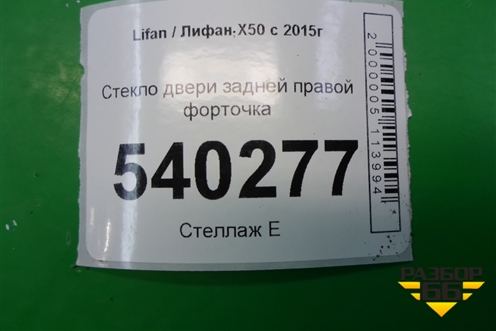 Lifan / Лифан X50 с 2015г
Стекло двери задней правой
форточка
540277
Стеллаж Е
2000005113994
РАЗБОР
66